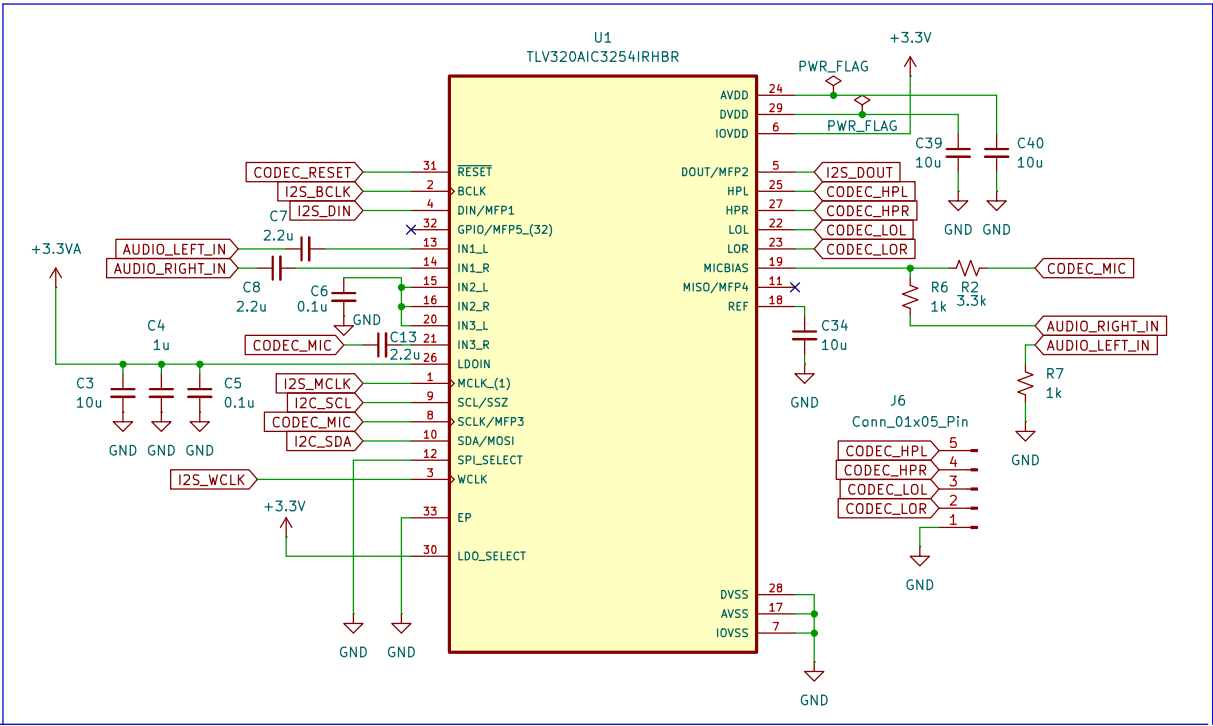 U1
TLV320AIC3254IRHBR
+3.3V
PWR_FLAG
AVDD 24
DVDD 29
PWR_FLAG
IOVDD 6
C39
10u
C40
10u
GND
GND
CODEC_RESET 31 RESET
I2S_BCLK 2 BCLK
I2S_DIN 4 DIN/MFP1
32 GPIO/MFP5_(32)
C7
2.2u
AUDIO_LEFT_IN 13 IN1_L
AUDIO_RIGHT_IN 14 IN1_R
C8
2.2u
15 IN2_L
16 IN2_R
20 IN3_L
C6
0.1u
GND
CODEC_MIC 21 IN3_R
C13
2.2u
+3.3VA
26 LDOIN
C4
1u
C3
10u
C5
0.1u
GND
GND
GND
I2S_MCLK 1 MCLK_(1)
I2C_SCL 9 SCL/SSZ
CODEC_MIC 8 SCLK/MFP3
I2C_SDA 10 SDA/MOSI
12 SPI_SELECT
I2S_WCLK 3 WCLK
+3.3V
33 EP
30 LDO_SELECT
GND
GND
DOUT/MFP2 5 I2S_DOUT
HPL 25 CODEC_HPL
HPR 27 CODEC_HPR
LOL 22 CODEC_LOL
LOR 23 CODEC_LOR
MICBIAS 19
R2
3.3k
CODEC_MIC
MISO/MFP4 11
R6
1k
REF 18
C34
10u
GND
AUDIO_RIGHT_IN
AUDIO_LEFT_IN
R7
1k
GND
J6
Conn_01x05_Pin
CODEC_HPL 5
CODEC_HPR 4
CODEC_LOL 3
CODEC_LOR 2
1
GND
DVSS 28
AVSS 17
IOVSS 7
GND